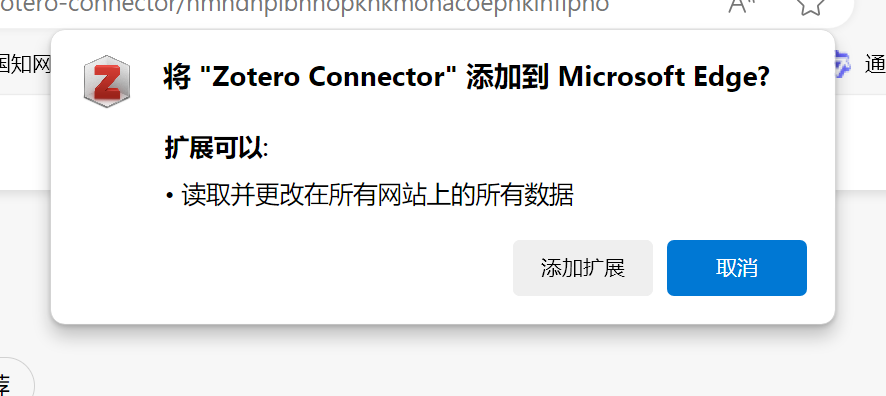 otero-connector/nmhdhpibnnopknkmonacoepnklnflpho
国知网
通
将 "Zotero Connector" 添加到 Microsoft Edge?
扩展可以:
• 读取并更改在所有网站上的所有数据
添加扩展
取消
荐